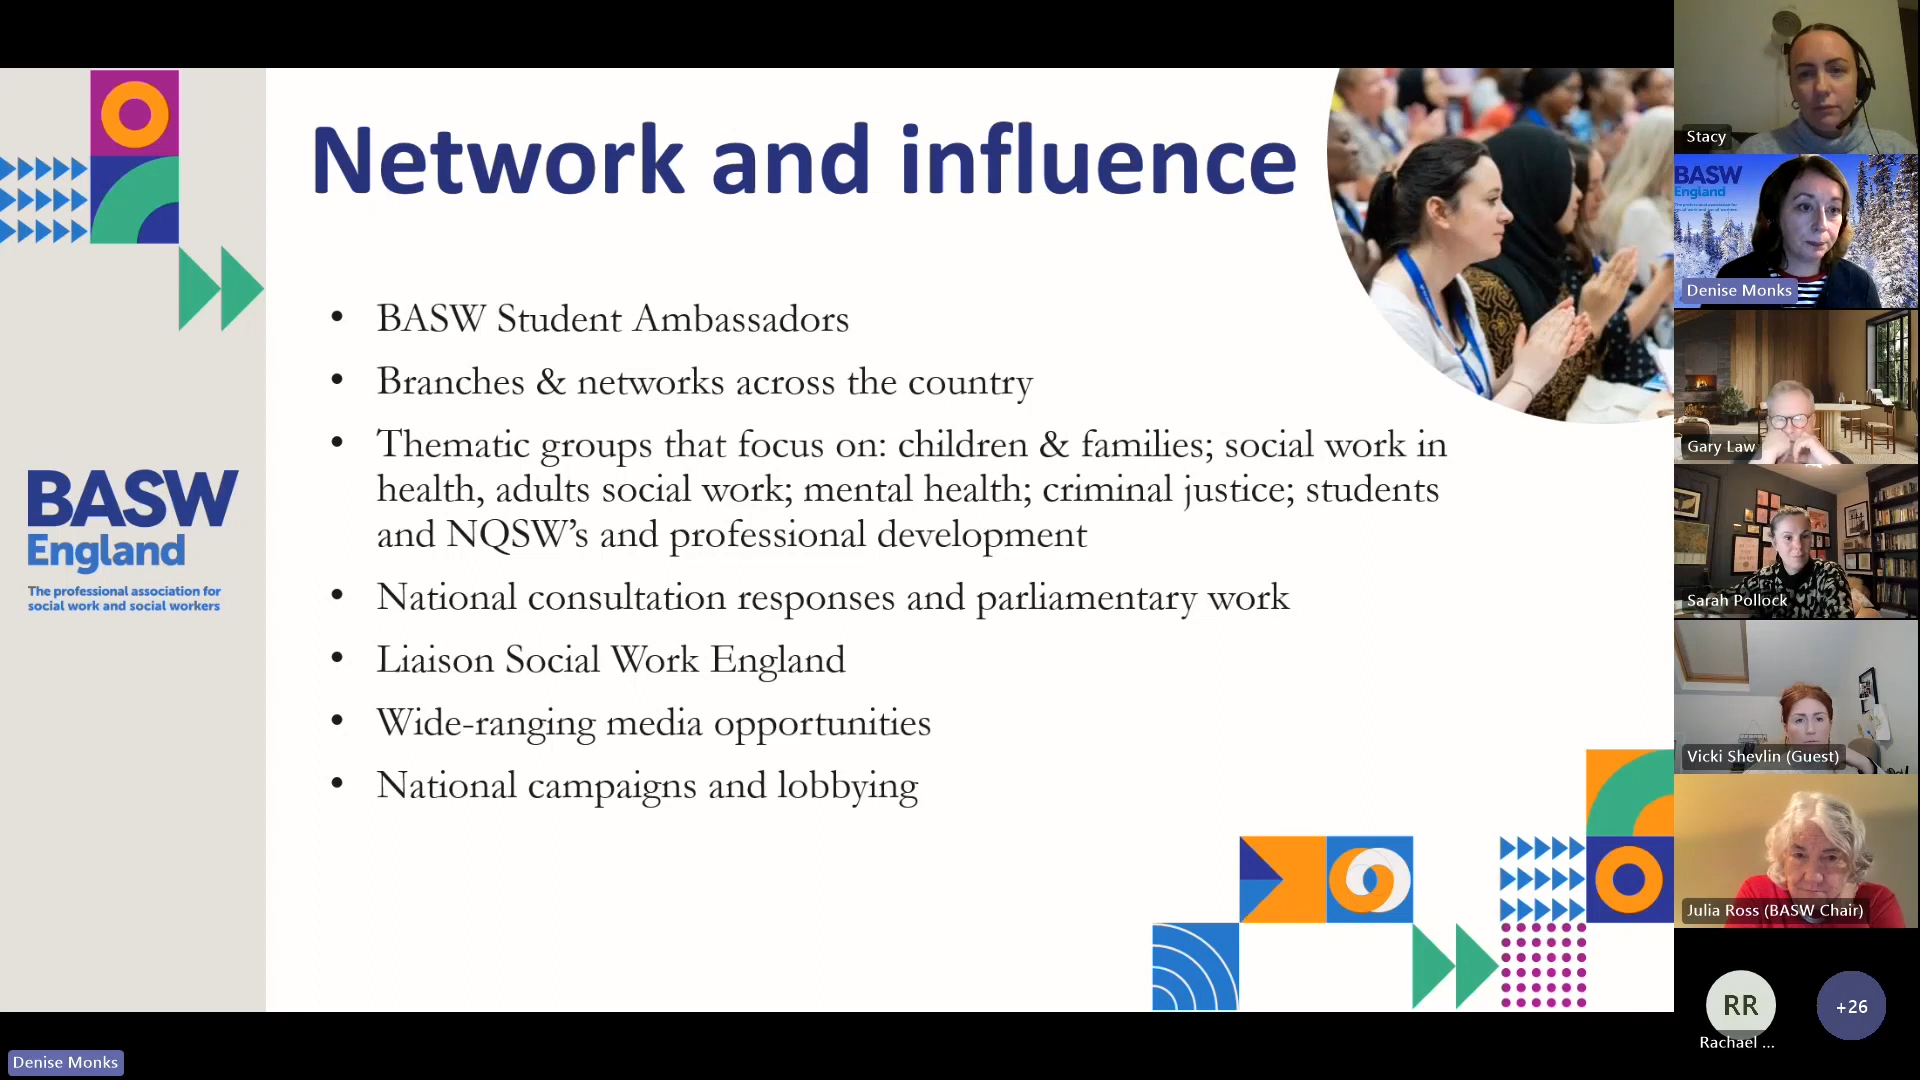 Network and influence
• BASW Student Ambassadors
• Branches & networks across the country
• Thematic groups that focus on: children & families; social work in
health, adults social work; mental health; criminal justice; students
and NQSW’s and professional development
• National consultation responses and parliamentary work
• Liaison Social Work England
• Wide-ranging media opportunities
• National campaigns and lobbying
BASW
England
The professional association for
social work and social workers
Stacy
BASW
England
Denise Monks
Gary Law
Sarah Pollock
Vicki Shevlin (Guest)
Julia Ross (BASW Chair)
RR
Rachael ...
+26
Denise Monks